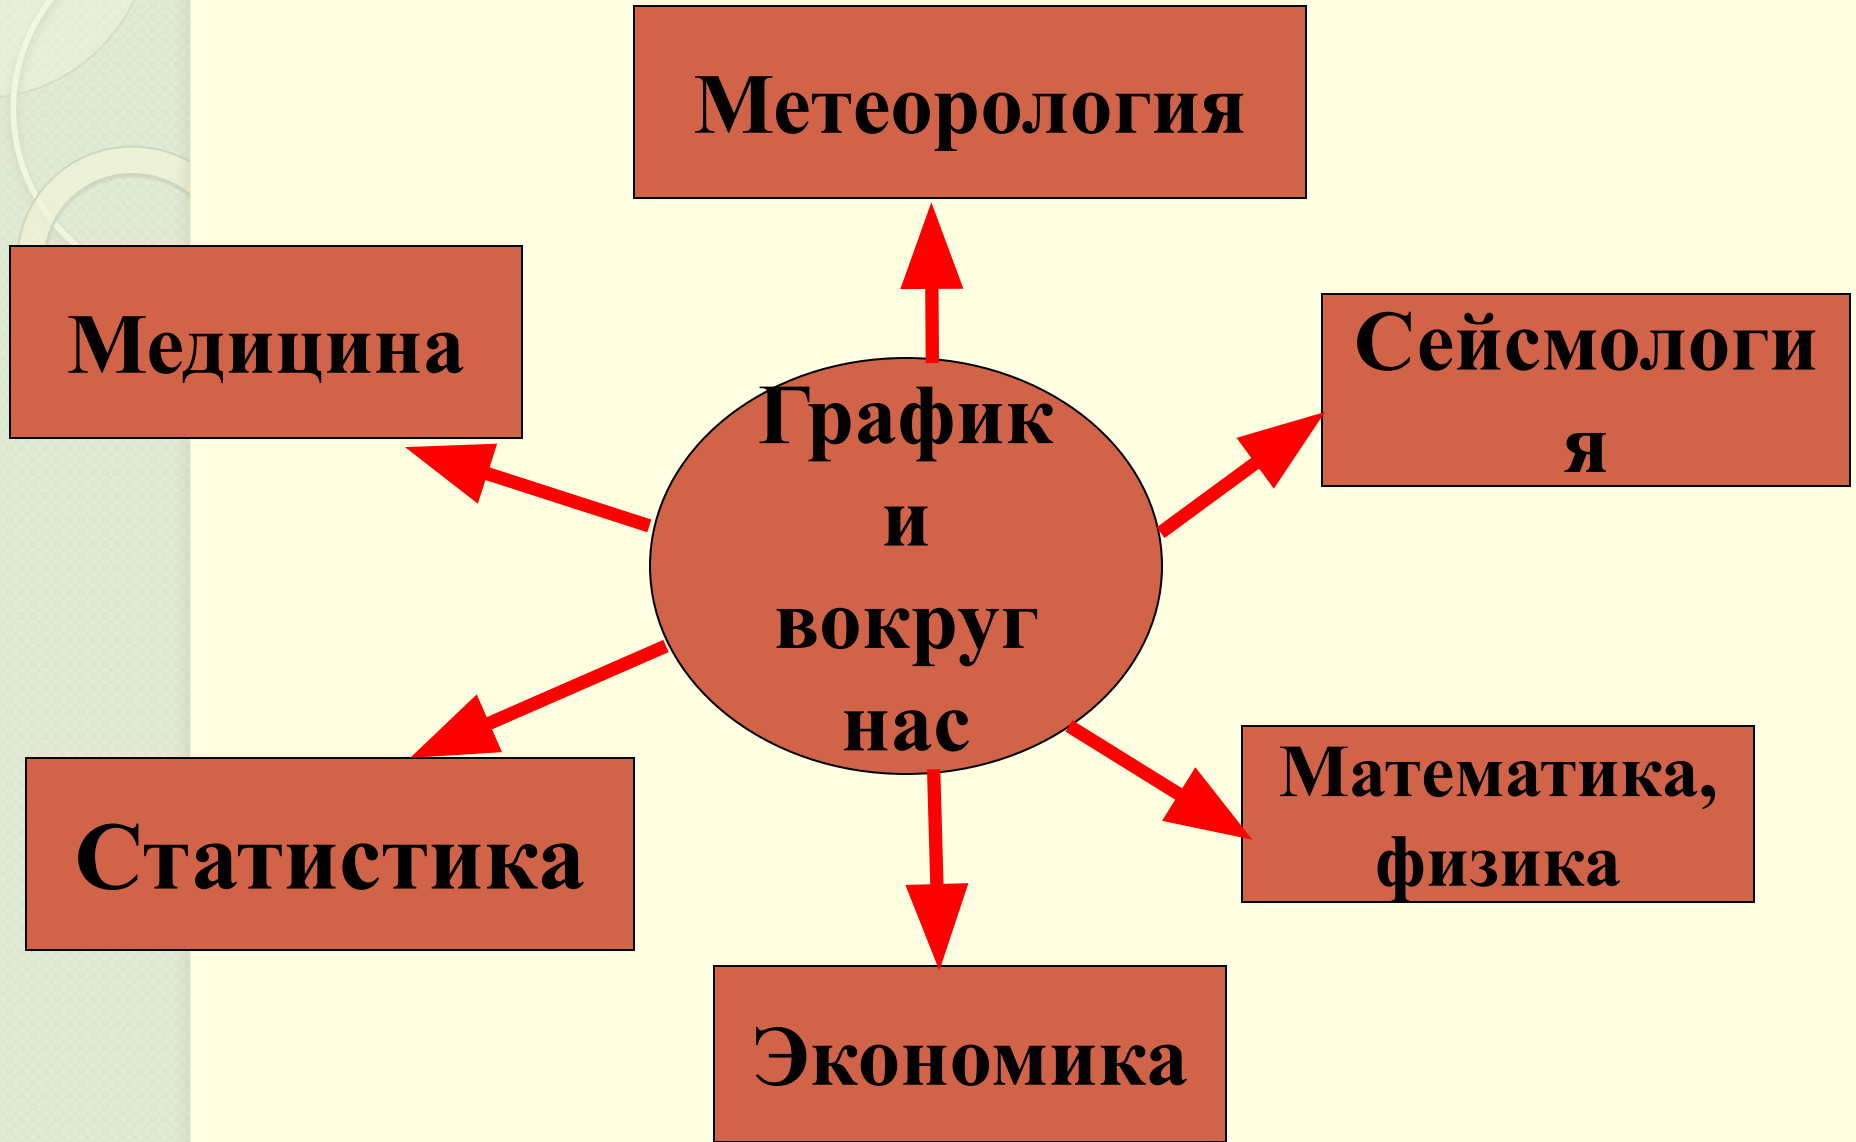 Метеорология
Медицина
Сейсмологи
я
График
и
вокруг
нас
Математика,
физика
Статистика
Экономика